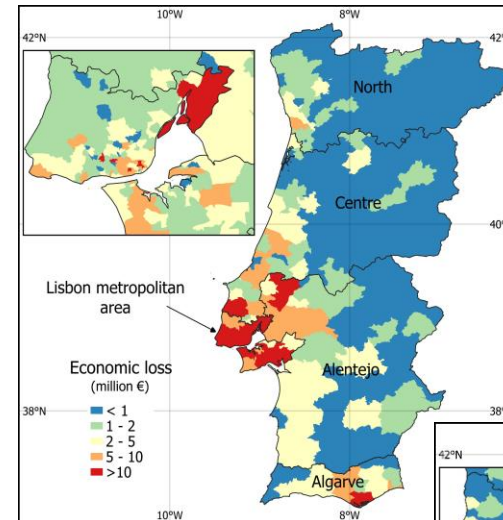 10°W
8°W
42°N
42°N
North
Centre
40°N
40°
Lisbon metropolitan
area
Economic loss
(million €)
< 1
1 - 2
2 - 5
5 - 10
>10
Alentejo
38°N
38°
Algarve
42°N
10°W
8°W